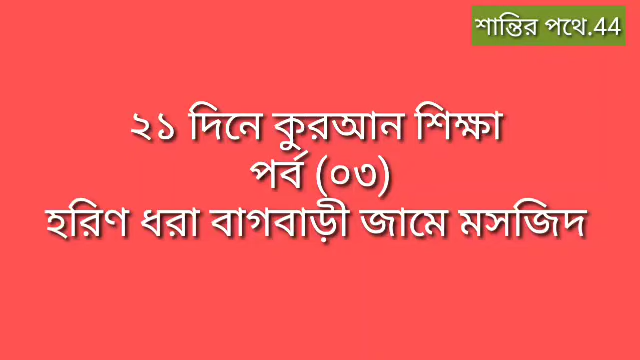 শান্তির পথে.44
২১ দিনে কুরআন শিক্ষা
পর্ব (০৩)
হরিণ ধরা বাগবাড়ী জামে মসজিদ